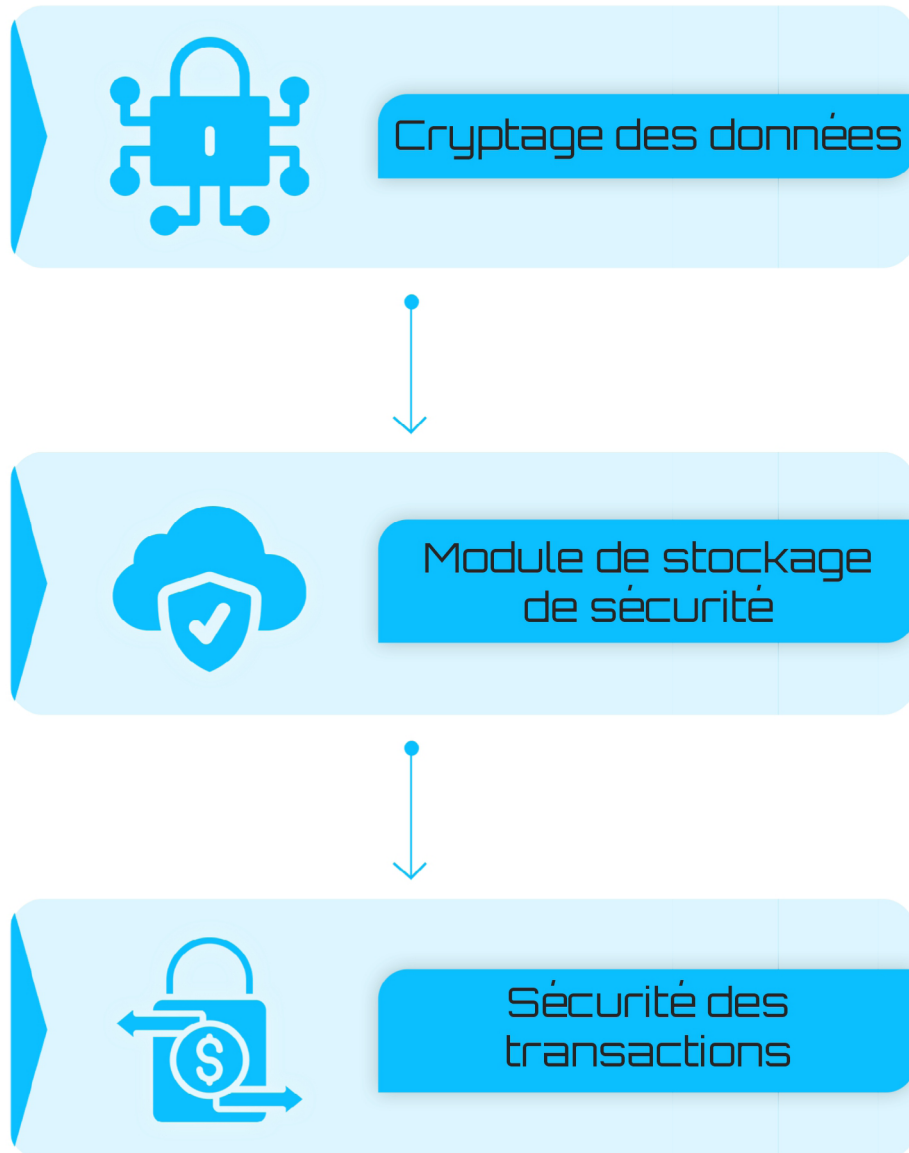 Cryptage des données
Module de stockage
de sécurité
Sécurité des
transactions